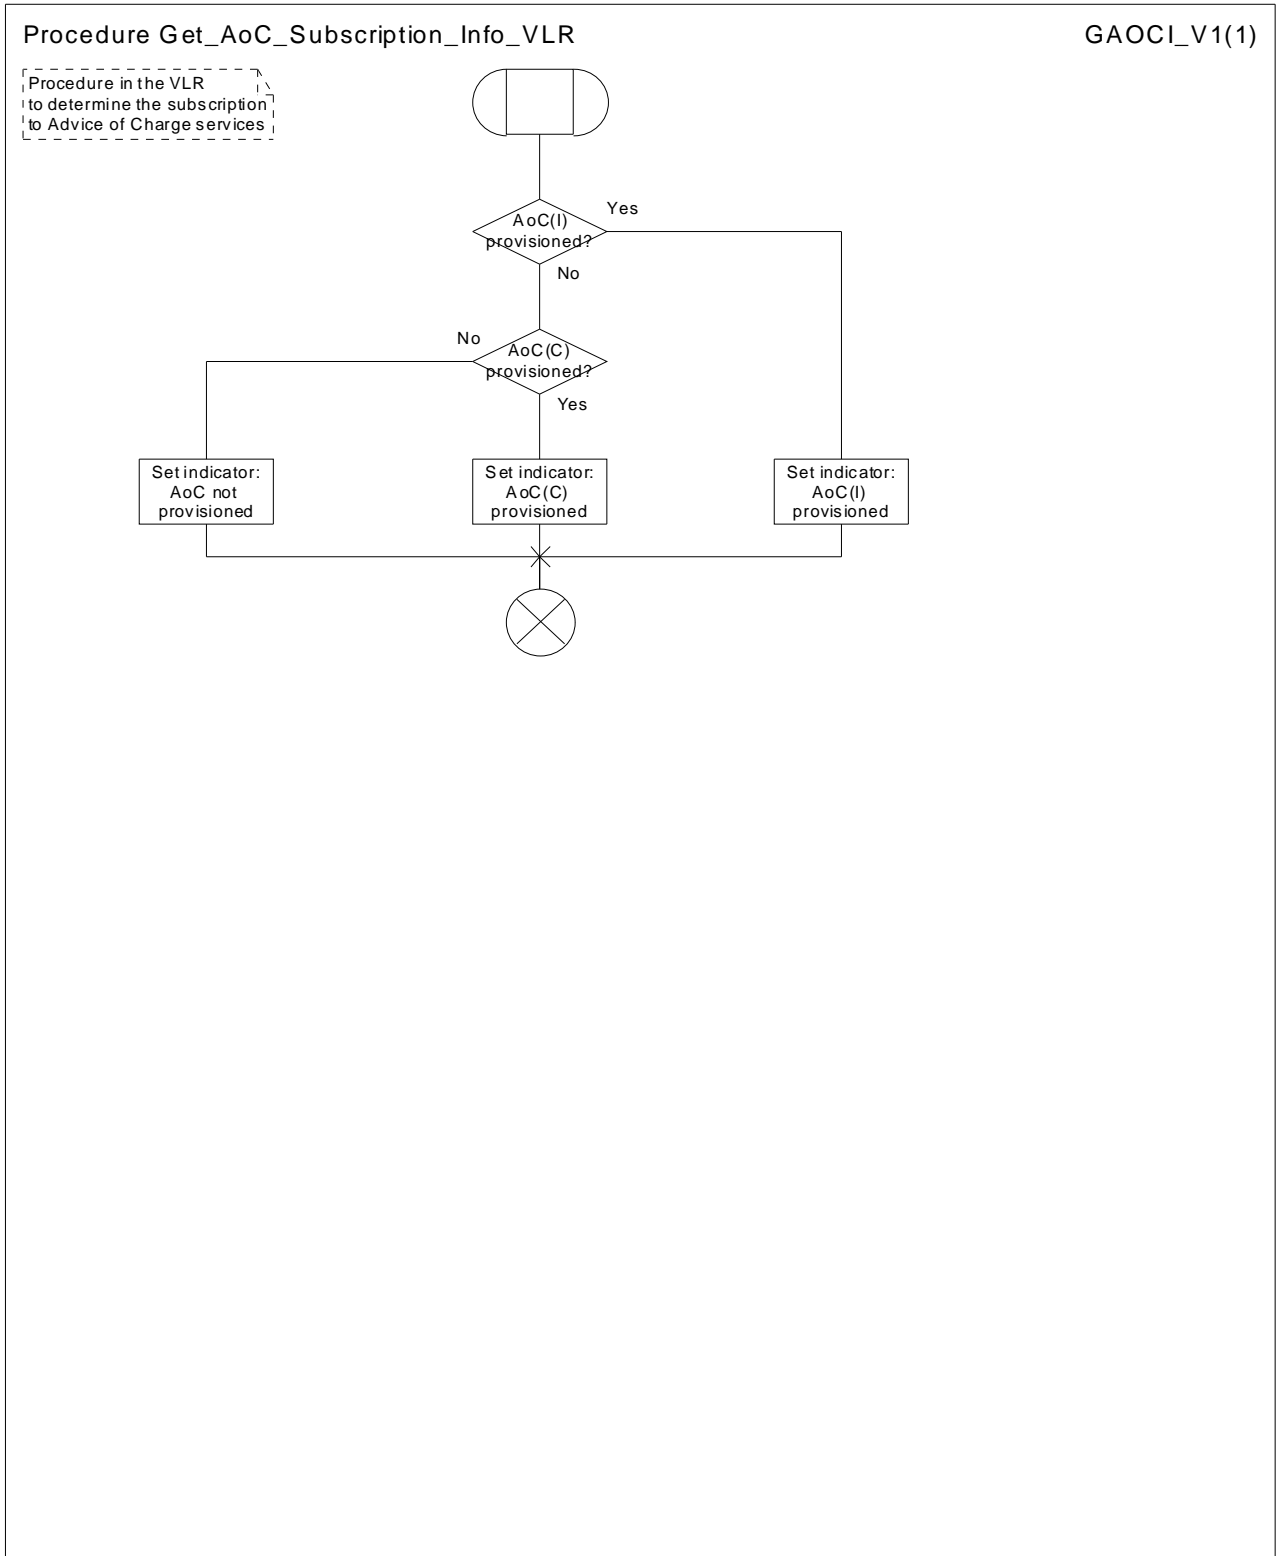 Procedure Get_AoC_Subscription_Info_VLR
GAOCI_V1(1)
Procedure in the VLR
to determine the subscription
to Advice of Charge services
AoC(I)
provisioned?
Yes
No
AoC(C)
provisioned?
No
Yes
Set indicator:
AoC not
provisioned
Set indicator:
AoC(C)
provisioned
Set indicator:
AoC(I)
provisioned